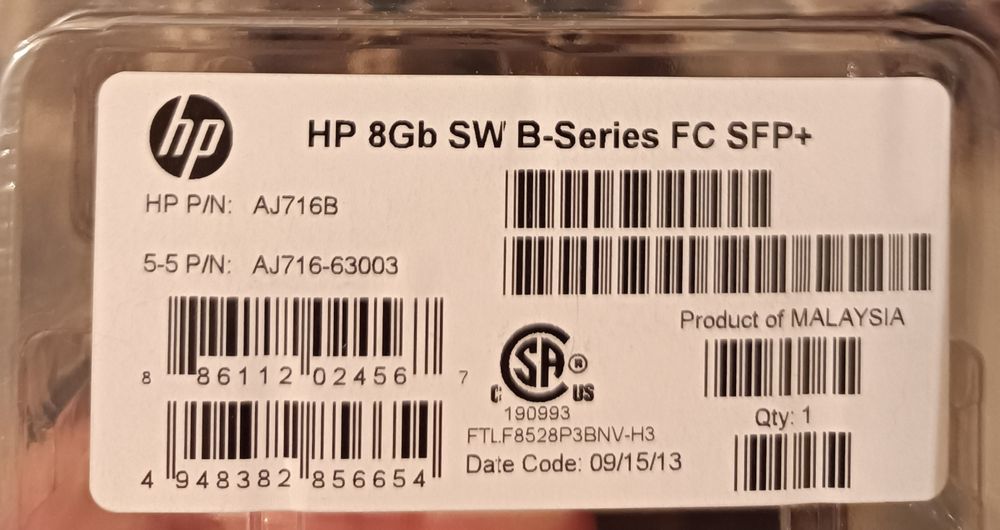 hp
HP 8Gb SW B-Series FC SFP+
HP P/N: AJ716B
5-5 P/N: AJ716-63003
8 86112 02456 7
4 948382 856654
Product of MALAYSIA
SA ®
C US
190993
FTLF8528P3BNV-H3
Date Code: 09/15/13
Qty: 1